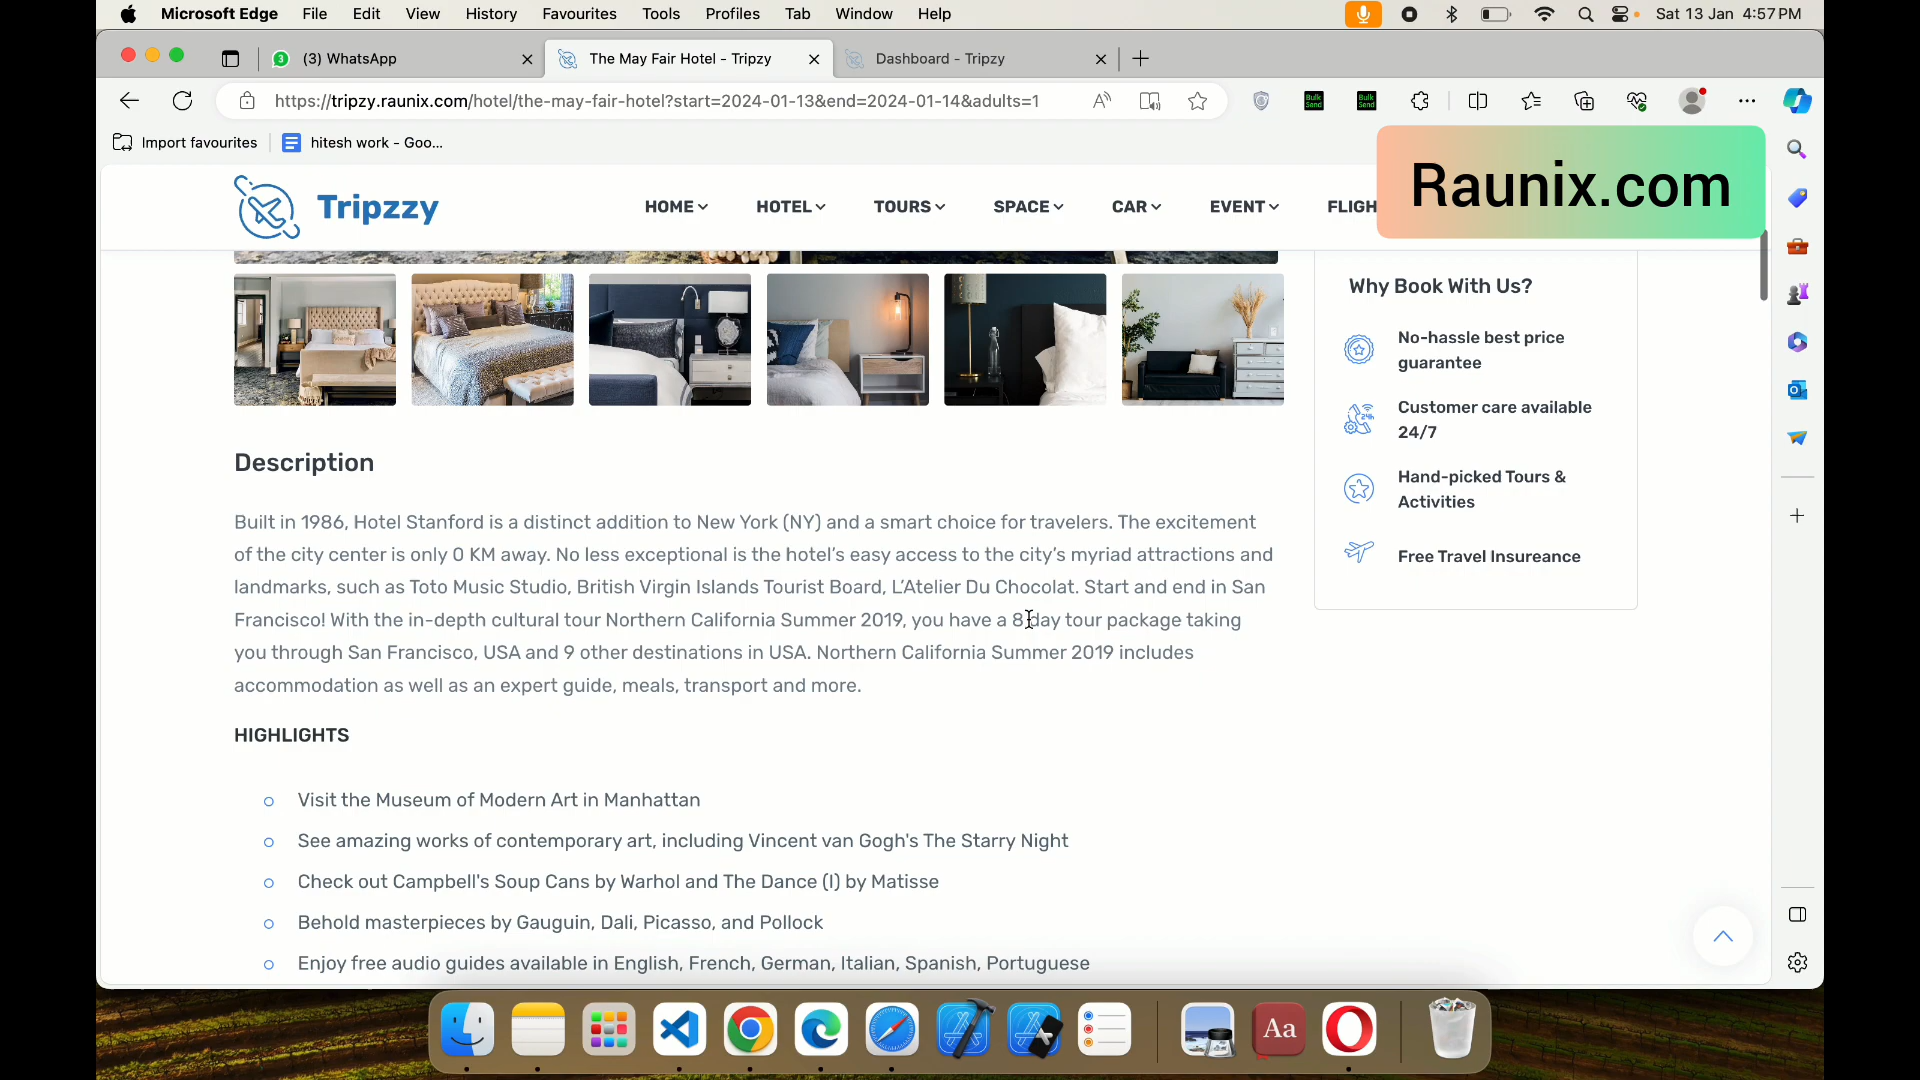 Microsoft Edge File Edit View History Favourites Tools Profiles Tab Window Help Sat 13 Jan 4:57 PM
(3) WhatsApp
The May Fair Hotel - Tripzy
Dashboard - Tripzy
https://tripzy.raunix.com/hotel/the-may-fair-hotel?start=2024-01-13&end=2024-01-14&adults=1
Bulk Send
Bulk Send
Import favourites
hitesh work - Goo...
Raunix.com
Tripzzy
HOME HOTEL TOURS SPACE CAR EVENT FLIGH
Why Book With Us?
No-hassle best price
guarantee
Customer care available
24/7
Hand-picked Tours &
Activities
Free Travel Insureance
Description
Built in 1986, Hotel Stanford is a distinct addition to New York (NY) and a smart choice for travelers. The excitement
of the city center is only 0 KM away. No less exceptional is the hotel's easy access to the city's myriad attractions and
landmarks, such as Toto Music Studio, British Virgin Islands Tourist Board, L'Atelier Du Chocolat. Start and end in San
Francisco! With the in-depth cultural tour Northern California Summer 2019, you have a 8 day tour package taking
you through San Francisco, USA and 9 other destinations in USA. Northern California Summer 2019 includes
accommodation as well as an expert guide, meals, transport and more.
HIGHLIGHTS
Visit the Museum of Modern Art in Manhattan
See amazing works of contemporary art, including Vincent van Gogh's The Starry Night
Check out Campbell's Soup Cans by Warhol and The Dance (I) by Matisse
Behold masterpieces by Gauguin, Dali, Picasso, and Pollock
Enjoy free audio guides available in English, French, German, Italian, Spanish, Portuguese
Aa